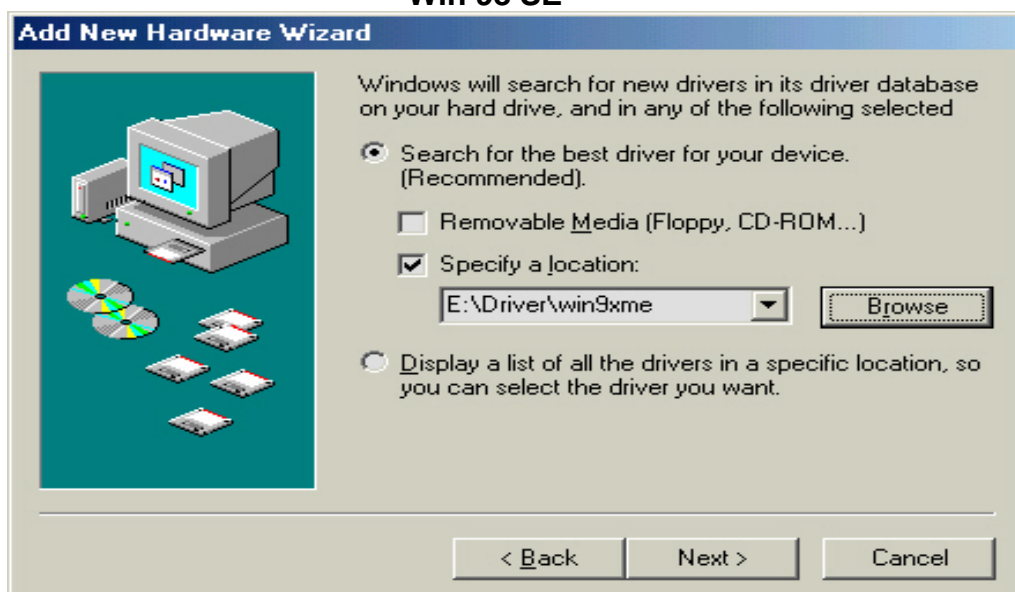 Win 98 SE
Add New Hardware Wizard
Windows will search for new drivers in its driver database
on your hard drive, and in any of the following selected
Search for the best driver for your device.
(Recommended).
Removable Media (Floppy, CD-ROM...)
Specify a location:
E:\Driver\win9xme
Browse
Display a list of all the drivers in a specific location, so
you can select the driver you want.
< Back
Next >
Cancel